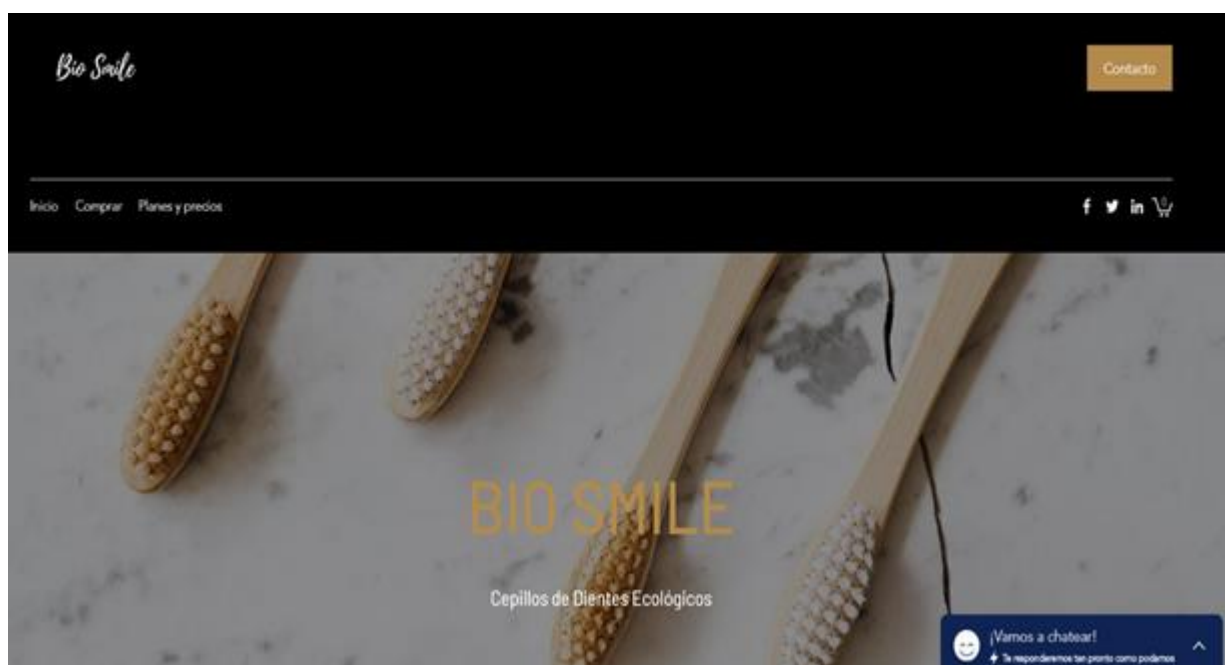 Bio Smile
Contacto
Inicio Comprar Planes y precios
0
BIO SMILE
Cepillos de Dientes Ecológicos
¡Vamos a chatear!
Te responderemos tan pronto como podamos